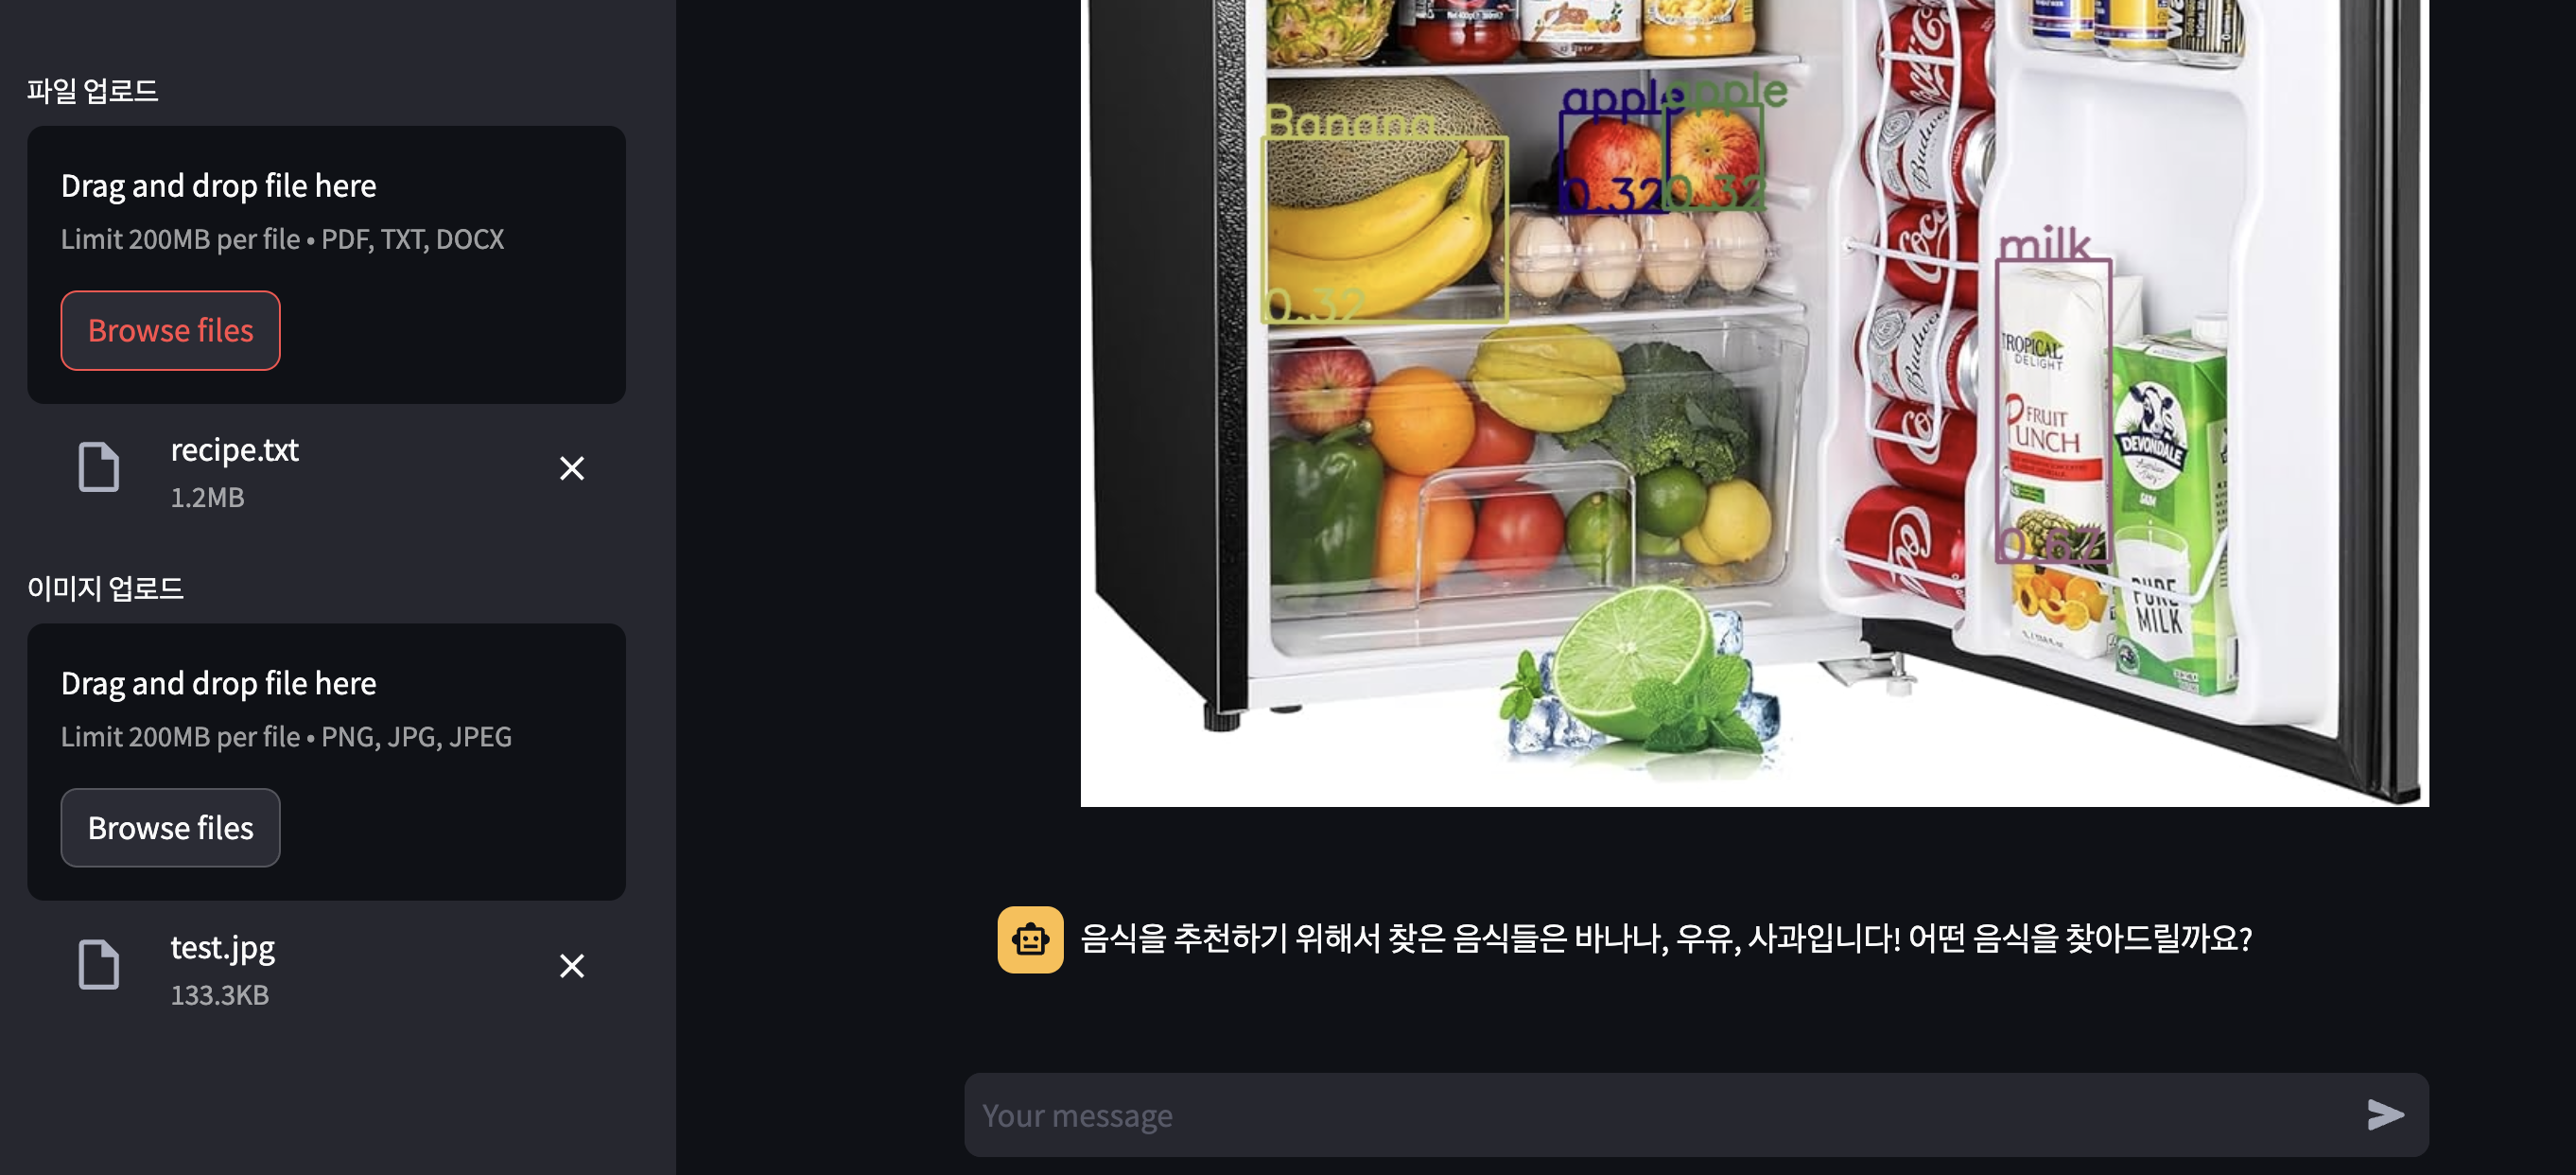 파일 업로드
Drag and drop file here
Limit 200MB per file • PDF, TXT, DOCX
Browse files
recipe.txt
1.2MB
이미지 업로드
Drag and drop file here
Limit 200MB per file • PNG, JPG, JPEG
Browse files
test.jpg
133.3KB
Banana
0.32
apple
0.32
apple
0.32
milk
0.67
Budweiser
Coca
Budweiser
TROPICAL
DELIGHT
FRUIT
PUNCH
DEVONDALE
PURE
MILK
음식을 추천하기 위해서 찾은 음식들은 바나나, 우유, 사과입니다! 어떤 음식을 찾아드릴까요?
Your message